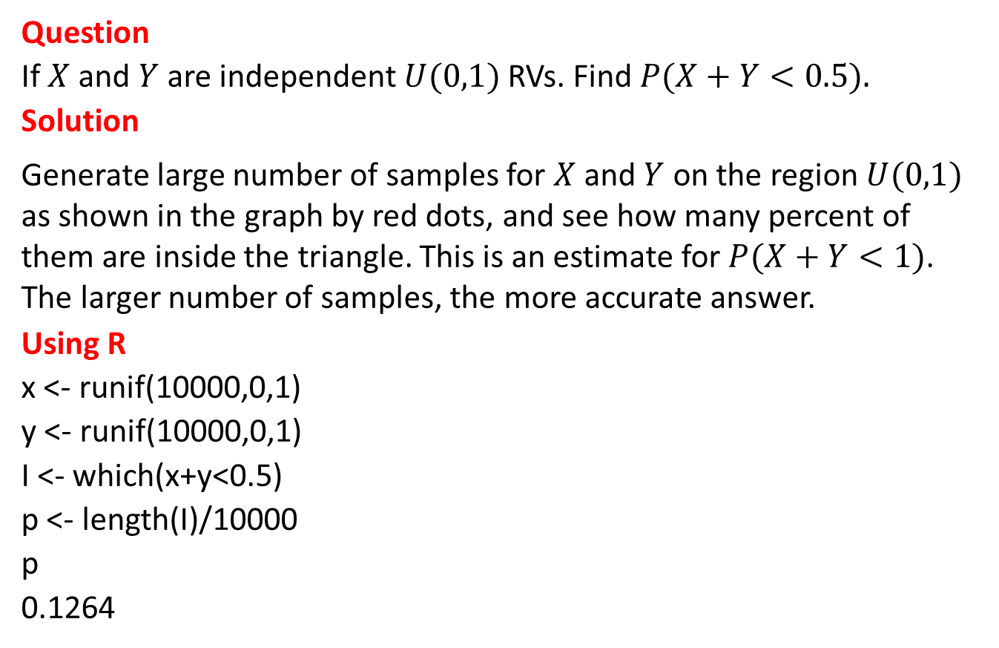 Question
If X and Y are independent U(0,1) RVs. Find P(X + Y < 0.5).
Solution
Generate large number of samples for X and Y on the region U(0,1)
as shown in the graph by red dots, and see how many percent of
them are inside the triangle. This is an estimate for P(X + Y < 1).
The larger number of samples, the more accurate answer.
Using R
x <- runif(10000,0,1)
y <- runif(10000,0,1)
I <- which(x+y<0.5)
p <- length(I)/10000
p
0.1264